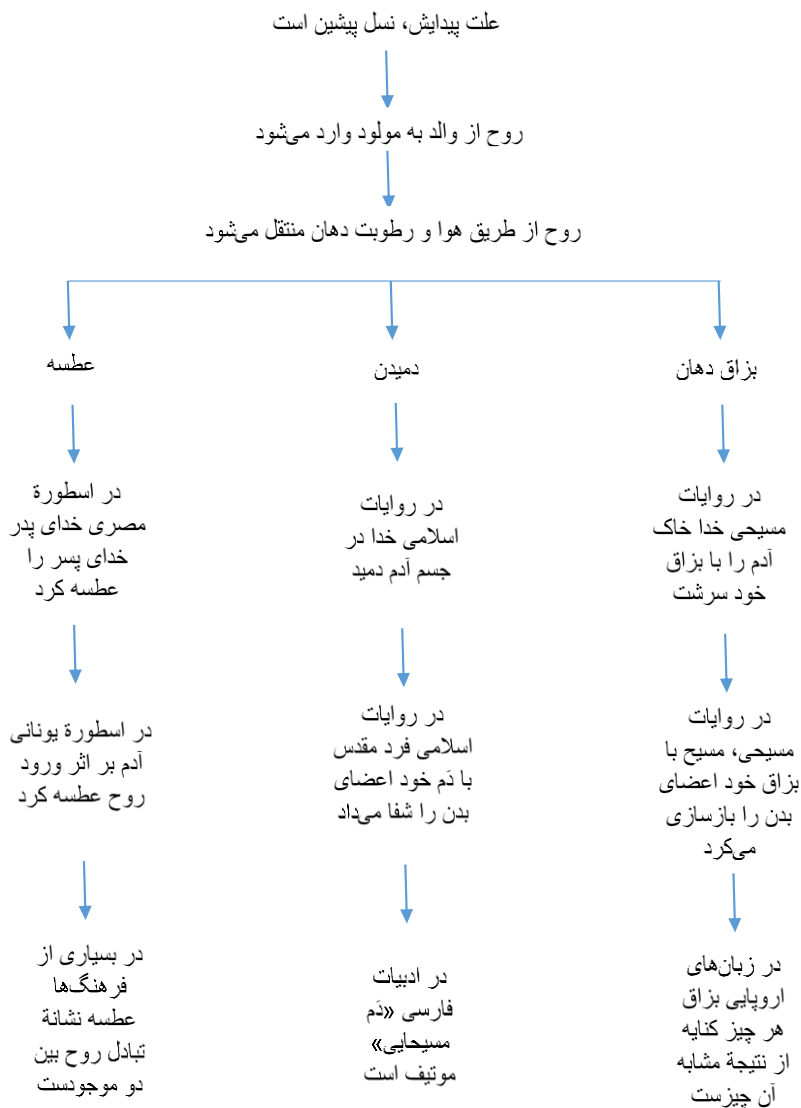 علت پیدایش، نسل پیشین است
روح از والد به مولود وارد می‌شود
روح از طریق هوا و رطوبت دهان منتقل می‌شود
بزاق دهان
در روایات
مسیحی خدا خاک
آدم را با بزاق
خود سرشت
در روایات
مسیحی، مسیح با
بزاق خود اعضای
بدن را بازسازی
می‌کرد
در زبان‌های
اروپایی بزاق
هر چیز کنایه
از نتیجة مشابه
آن چیزست
دمیدن
در روایات
اسلامی خدا در
جسم آدم دمید
در روایات
اسلامی فرد مقدس
با دَم خود اعضای
بدن را شفا می‌داد
در ادبیات
فارسی «دَم
مسیحایی»
موتیف است
عطسه
در اسطورة
مصری خدای پدر
خدای پسر را
عطسه کرد
در اسطورة یونانی
آدم بر اثر ورود
روح عطسه کرد
در بسیاری از
فرهنگ‌ها
عطسه نشانة
تبادل روح بین
دو موجودست